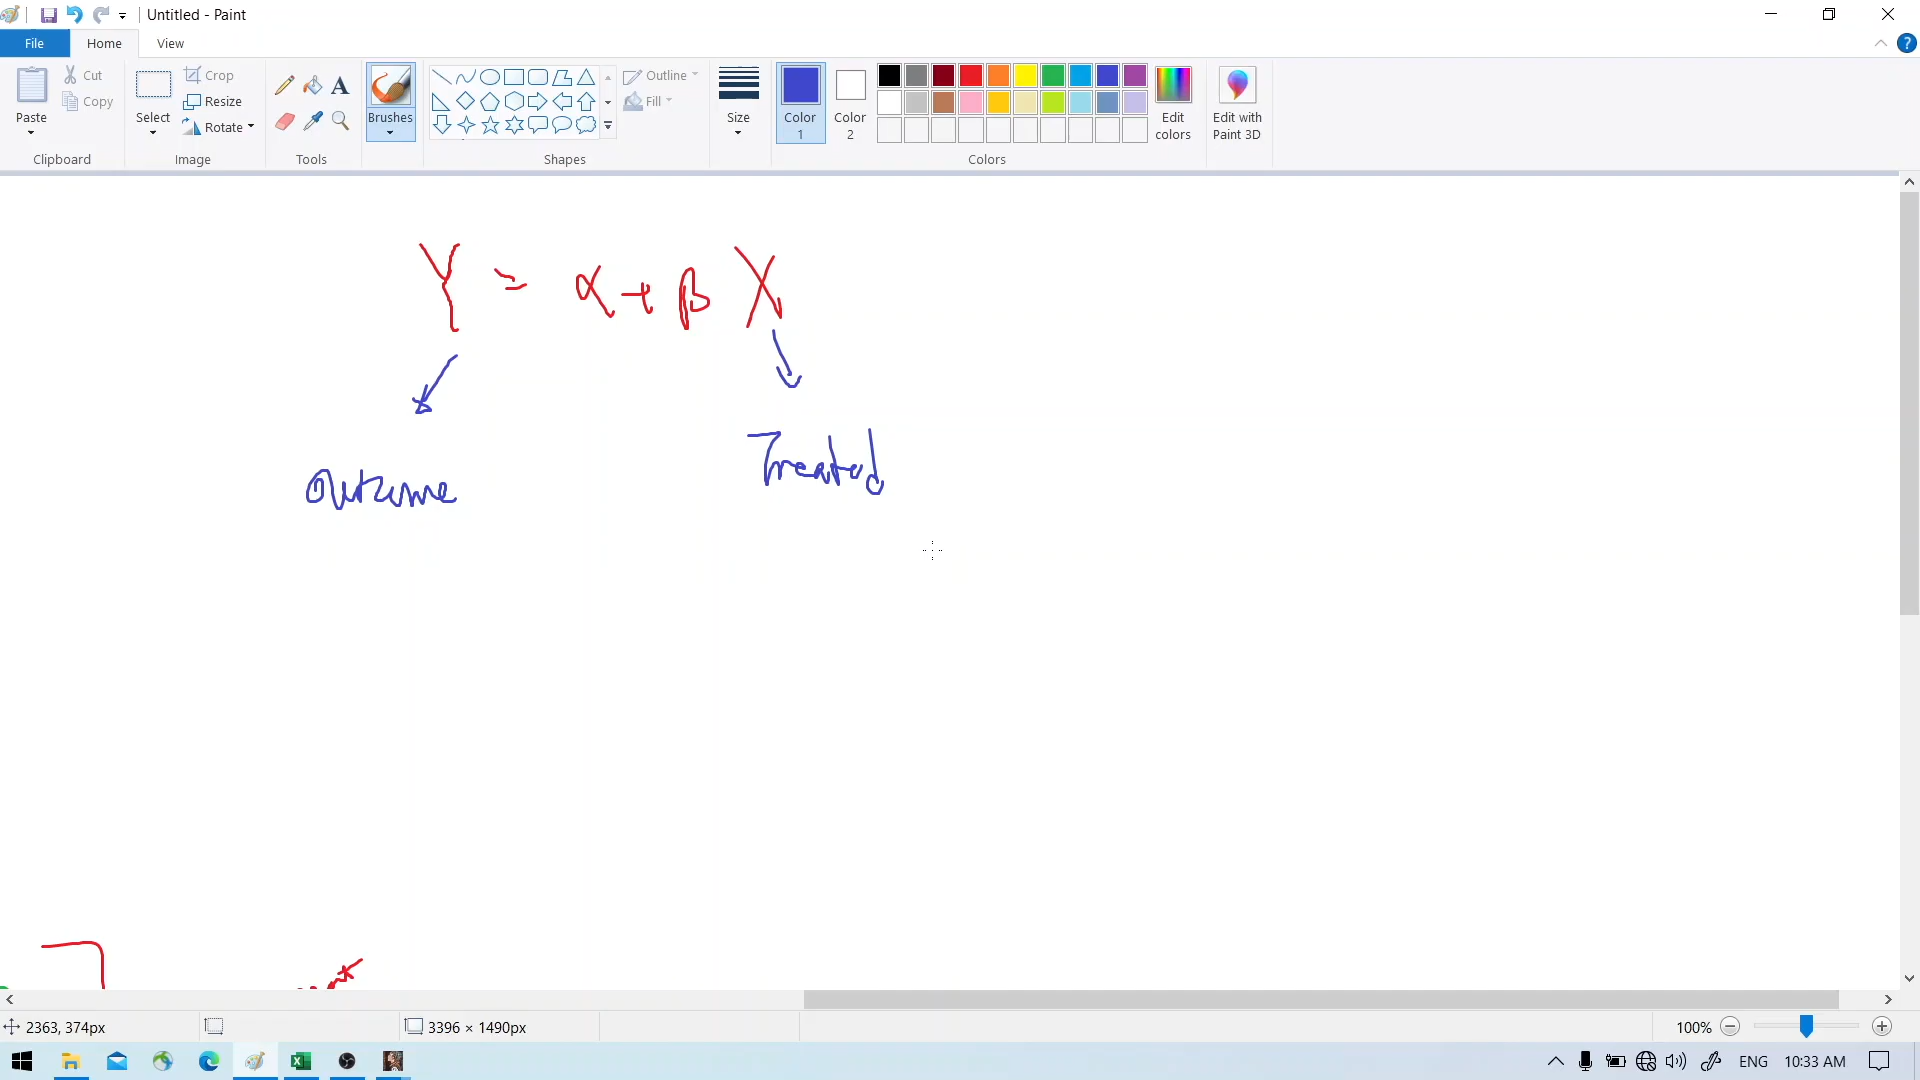 Untitled - Paint
File Home View
Paste
Cut
Copy
Clipboard
Select
Crop
Resize
Rotate
Image
Tools
Brushes
Shapes
Outline
Fill
Size
Color 1
Color 2
Edit colors
Edit with Paint 3D
Colors
Y = α + β X
Outcome
Treated
2363, 374px
3396 × 1490px
100%
ENG
10:33 AM